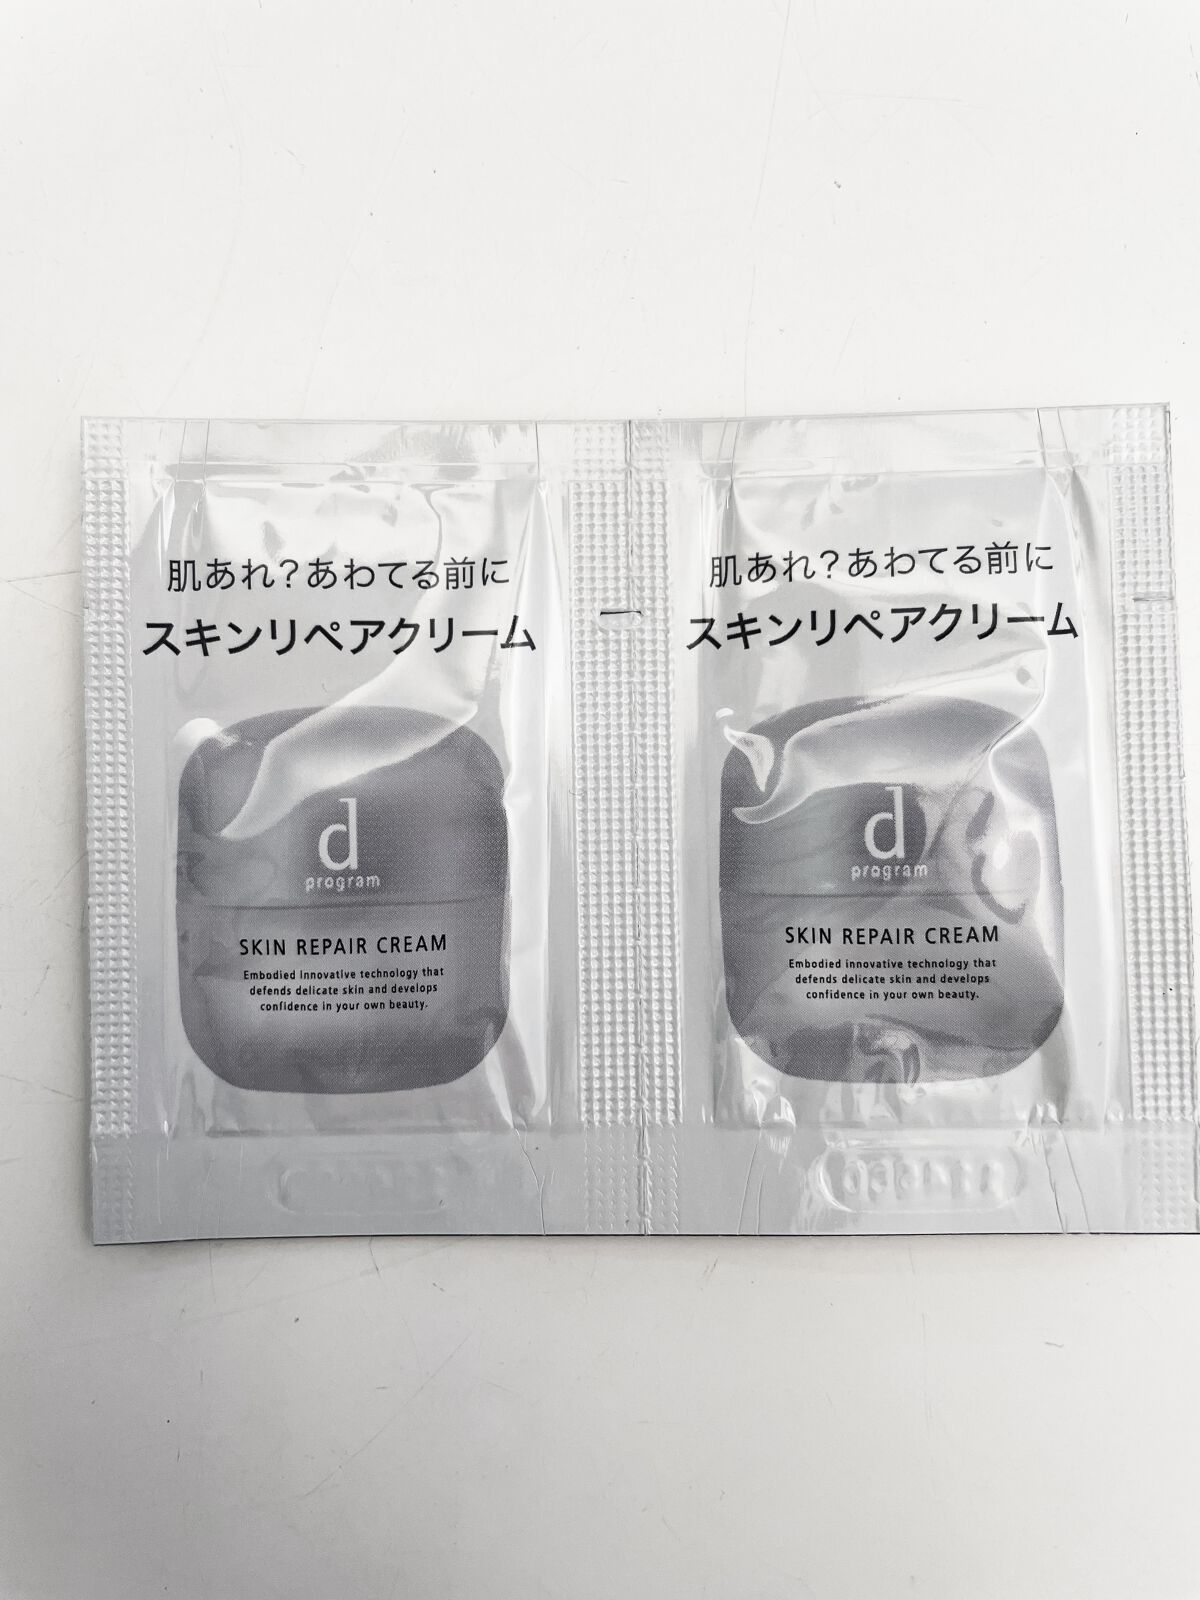 肌あれ?あわてる前に
スキンリペアクリーム
d
program
SKIN REPAIR CREAM
Embodied innovative technology that
defends delicate skin and develops
confidence in your own beauty.
肌あれ?あわてる前に
スキンリペアクリーム
d
program
SKIN REPAIR CREAM
Embodied innovative technology that
defends delicate skin and develops
confidence in your own beauty.